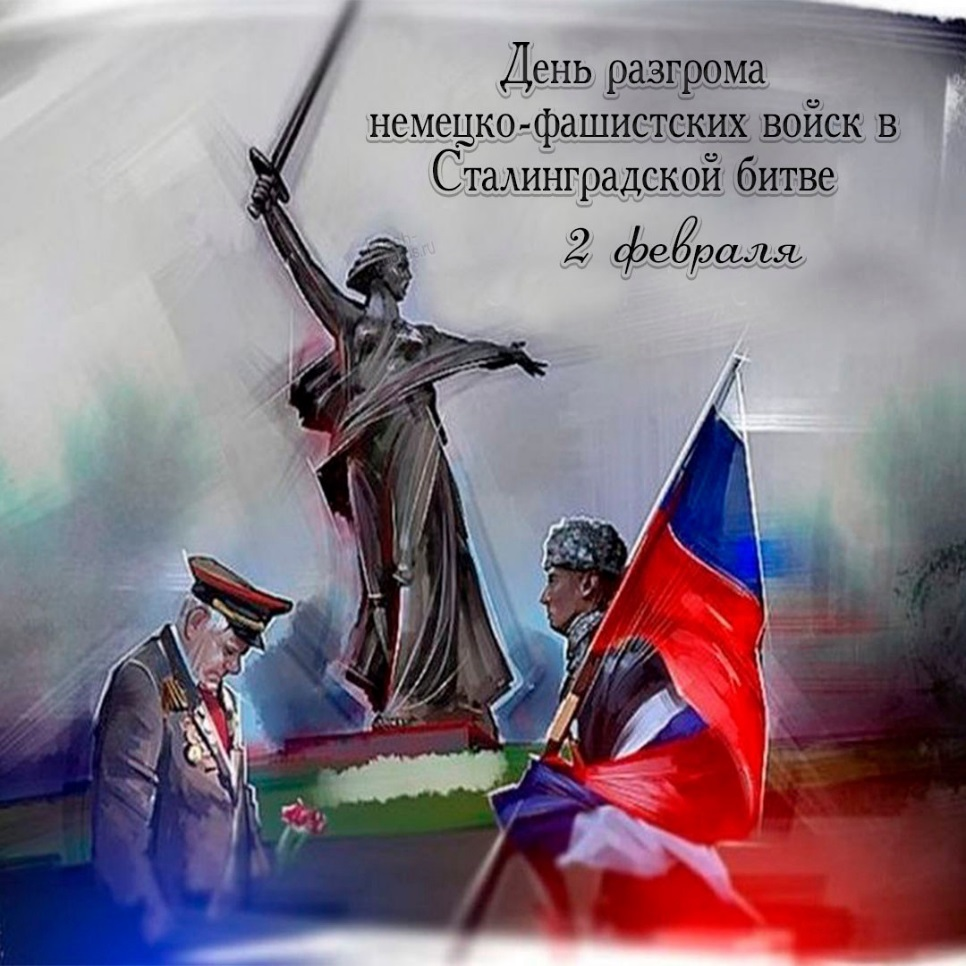 День разгрома
немецко-фашистских войск в
Сталинградской битве
2 февраля